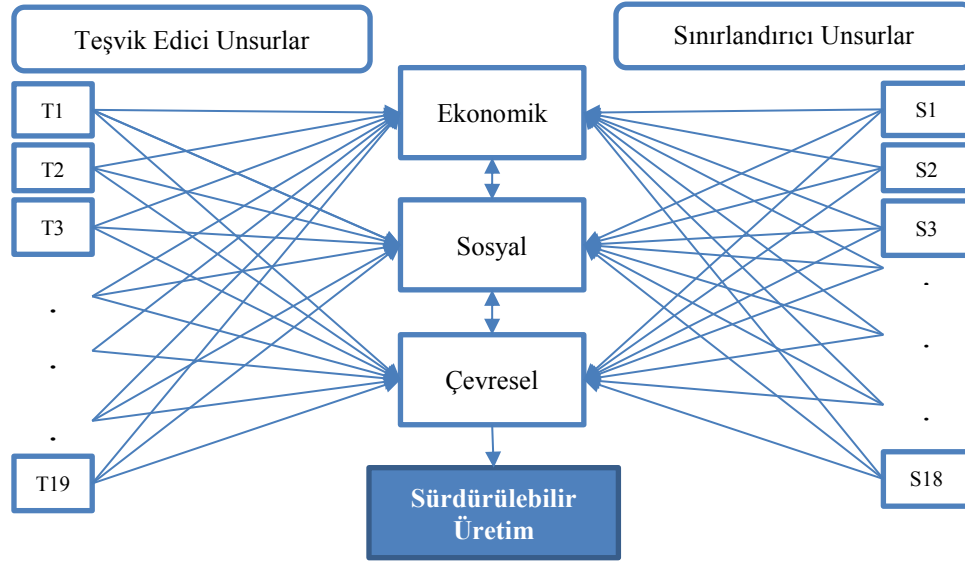 Teşvik Edici Unsurlar
Sınırlandırıcı Unsurlar
T1
T2
T3
.
.
.
T19
Ekonomik
Sosyal
Çevresel
Sürdürülebilir
Üretim
S1
S2
S3
.
.
.
S18